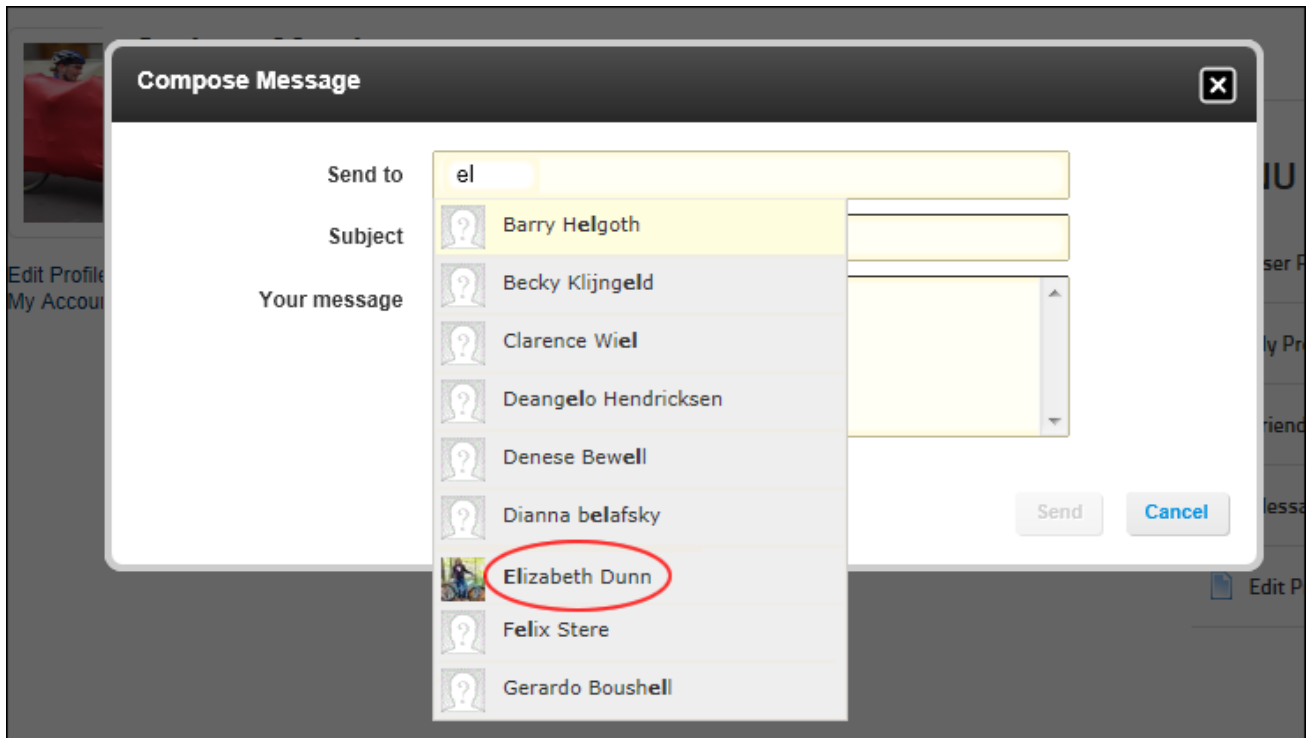 Compose Message
Send to
el
Subject
Your message
Barry Helgoth
Becky Klijngeld
Clarence Wiel
Deangelo Hendricksen
Denese Bewell
Dianna belafsky
Elizabeth Dunn
Felix Stere
Gerardo Boushell
Send
Cancel
Edit Profile
My Accou
NU
ser P
ly Pr
riend
lessa
Edit P